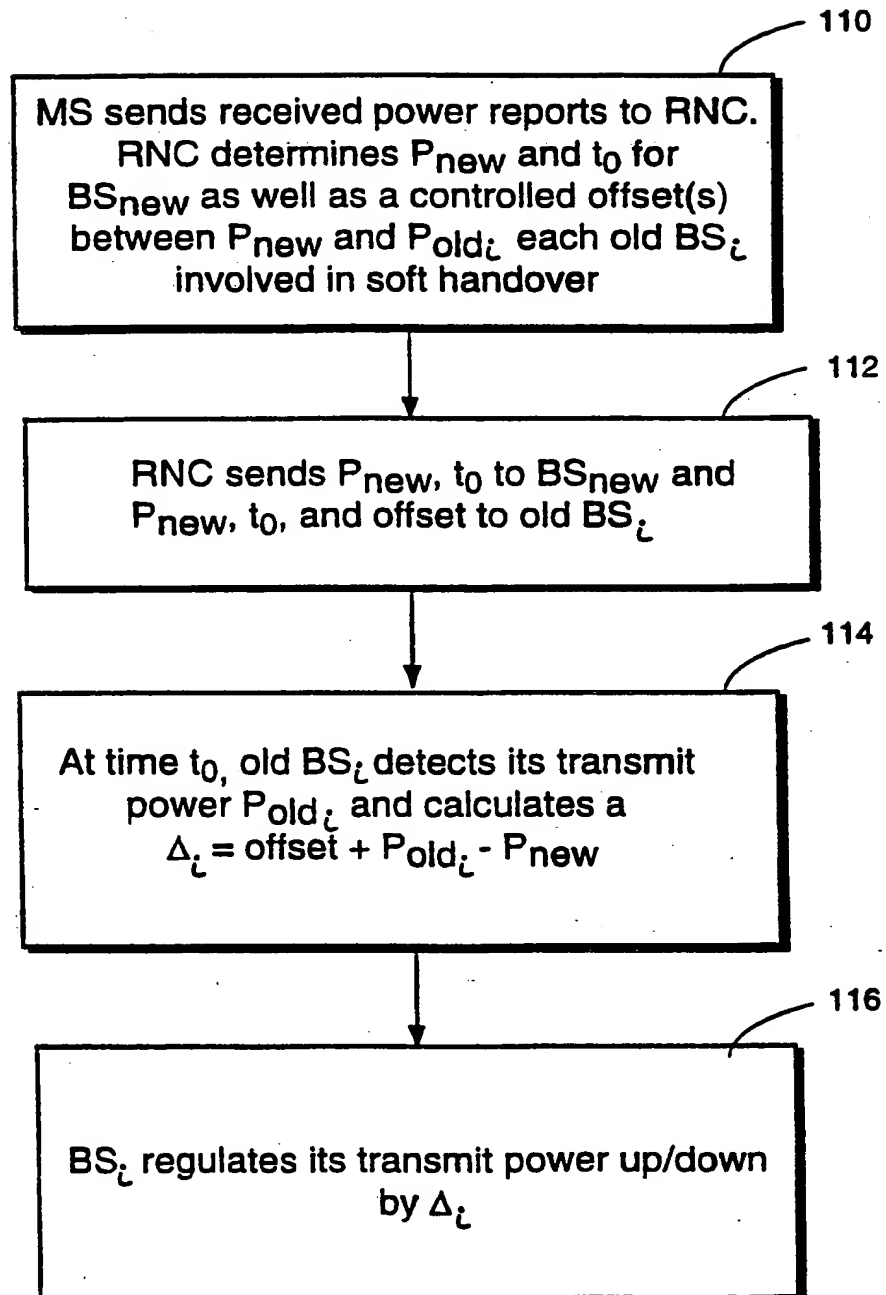 110
MS sends received power reports to RNC.
RNC determines Pnew and t0 for
BSnew as well as a controlled offset(s)
between Pnew and Poldi each old BSi
involved in soft handover
112
RNC sends Pnew, t0 to BSnew and
Pnew, t0, and offset to old BSi
114
At time t0, old BSi detects its transmit
power Poldi and calculates a
Δi = offset + Poldi - Pnew
116
BSi regulates its transmit power up/down
by Δi